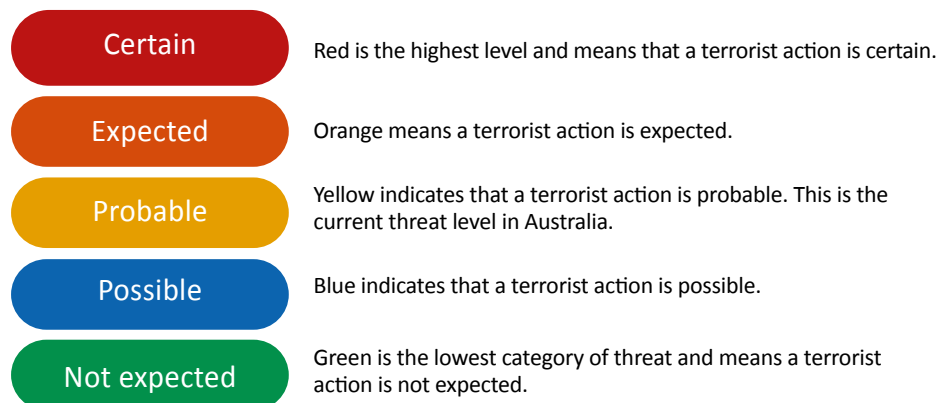 Certain
Red is the highest level and means that a terrorist action is certain.
Expected
Orange means a terrorist action is expected.
Probable
Yellow indicates that a terrorist action is probable. This is the
current threat level in Australia.
Possible
Blue indicates that a terrorist action is possible.
Not expected
Green is the lowest category of threat and means a terrorist
action is not expected.